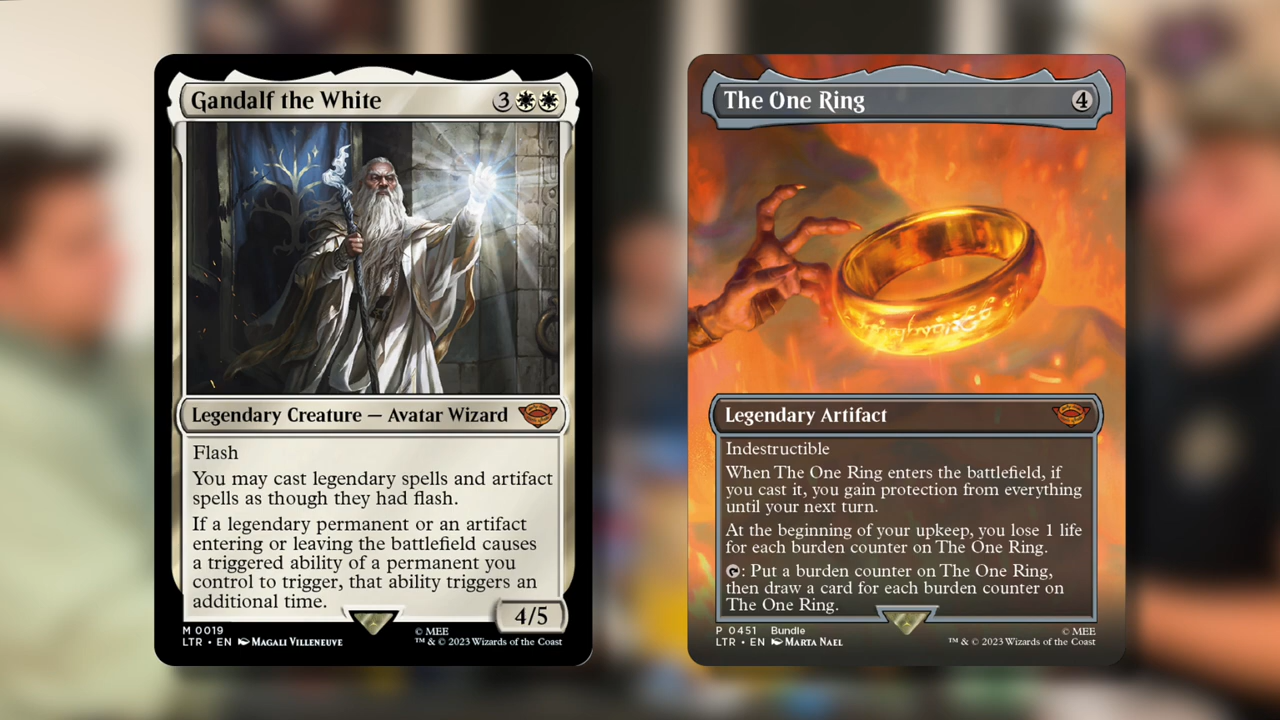 Gandalf the White
3
Legendary Creature — Avatar Wizard
Flash
You may cast legendary spells and artifact
spells as though they had flash.
If a legendary permanent or an artifact
entering or leaving the battlefield causes
a triggered ability of a permanent you
control to trigger, that ability triggers an
additional time.
4/5
M 0019
LTR • EN Magali Villeneuve
© MEE
™ & © 2023 Wizards of the Coast
The One Ring
4
Legendary Artifact
Indestructible
When The One Ring enters the battlefield, if
you cast it, you gain protection from everything
until your next turn.
At the beginning of your upkeep, you lose 1 life
for each burden counter on The One Ring.
: Put a burden counter on The One Ring,
then draw a card for each burden counter on
The One Ring.
P 0451 Bundle
LTR • EN Marta Nael
© MEE
™ & © 2023 Wizards of the Coast